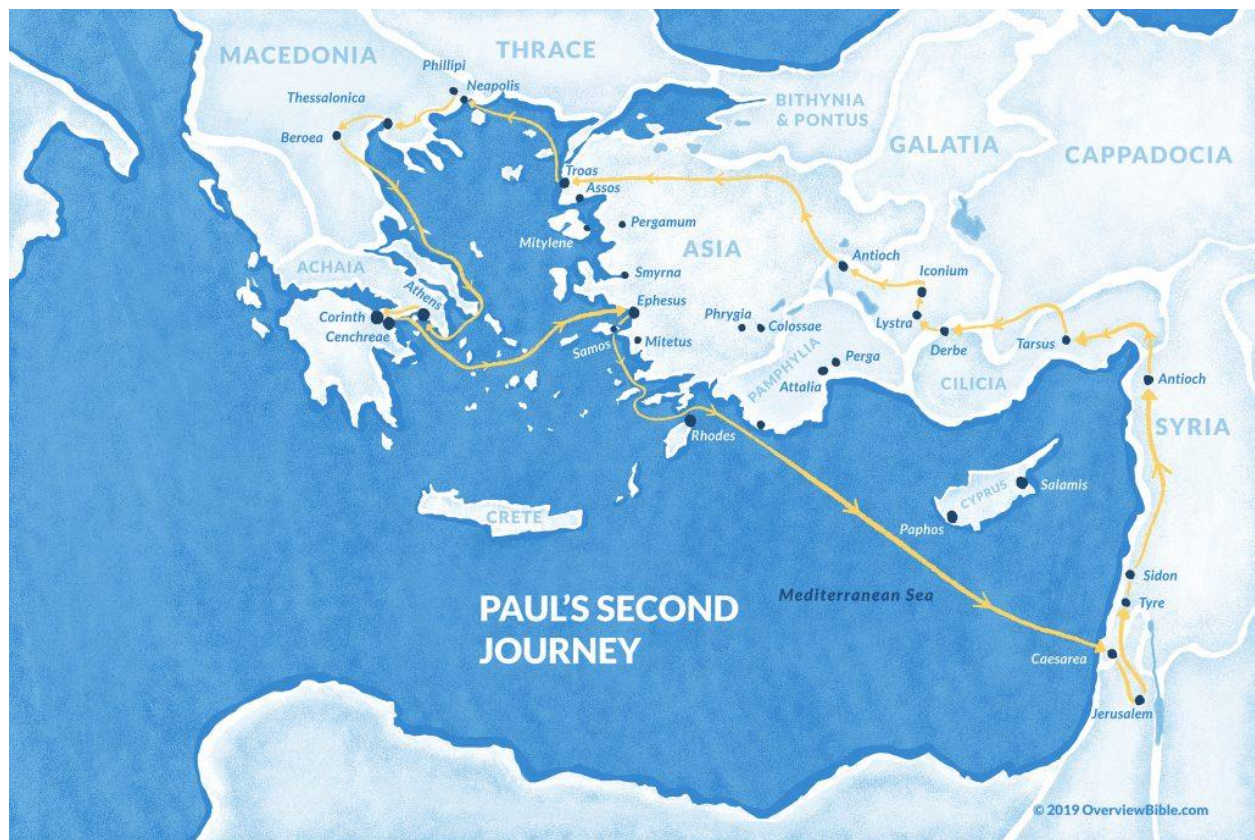 MACEDONIA
THRACE
Phillipi
Neapolis
Thessalonica
Beroea
BITHYNIA
& PONTUS
GALATIA
CAPPADOCIA
Troas
Assos
Mitylene
Pergamum
ASIA
Antioch
Iconium
Smyrna
ACHAIA
Athens
Corinth
Cenchreae
Ephesus
Samos
Mitetus
Phrygia
Colossae
Lystra
Derbe
Tarsus
PAMPHYLIA
Perga
Attalia
CILICIA
Antioch
SYRIA
Rhodes
CYPRUS
Salamis
Paphos
CRETE
Sidon
Tyre
Mediterranean Sea
PAUL'S SECOND
JOURNEY
Caesarea
Jerusalem
© 2019 OverviewBible.com